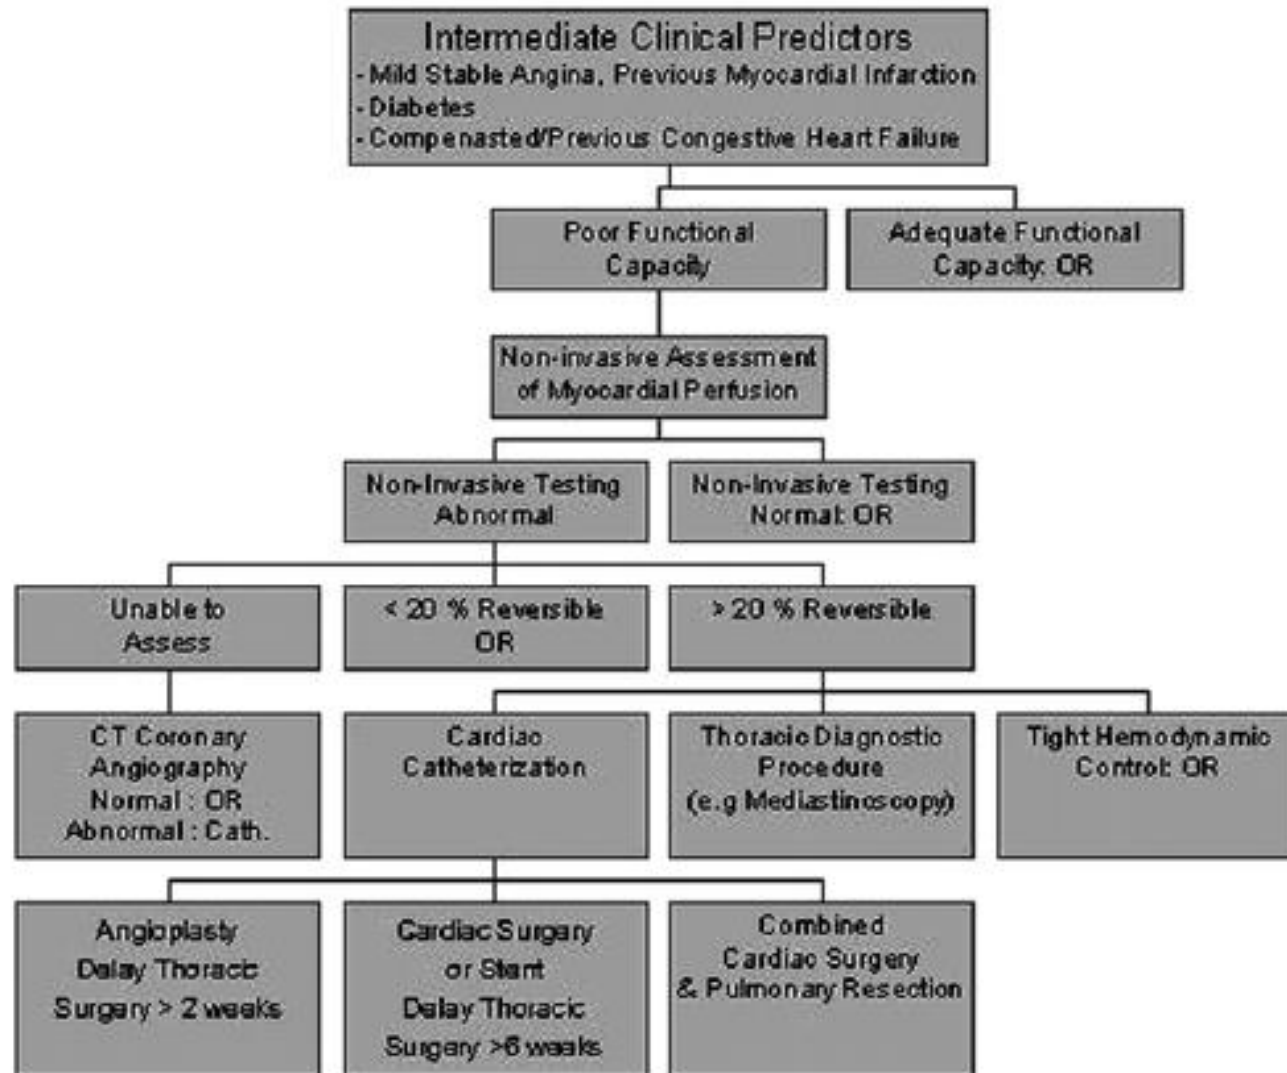 Intermediate Clinical Predictors
- Mild Stable Angina, Previous Myocardial Infarction
- Diabetes
- Compenasted/Previous Congestive Heart Failure
Poor Functional
Capacity
Adequate Functional
Capacity: OR
Non-invasive Assessment
of Myocardial Perfusion
Non-Invasive Testing
Abnormal
Non-Invasive Testing
Normal: OR
Unable to
Assess
< 20 % Reversible
OR
> 20 % Reversible
CT Coronary
Angiography
Normal : OR
Abnormal : Cath.
Cardiac
Catheterization
Thoracic Diagnostic
Procedure
(e.g Mediastinoscopy)
Tight Hemodynamic
Control: OR
Angioplasty
Delay Thoracic
Surgery > 2 weeks
Cardiac Surgery
or Stent
Delay Thoracic
Surgery >6 weeks
Combined
Cardiac Surgery
& Pulmonary Resection